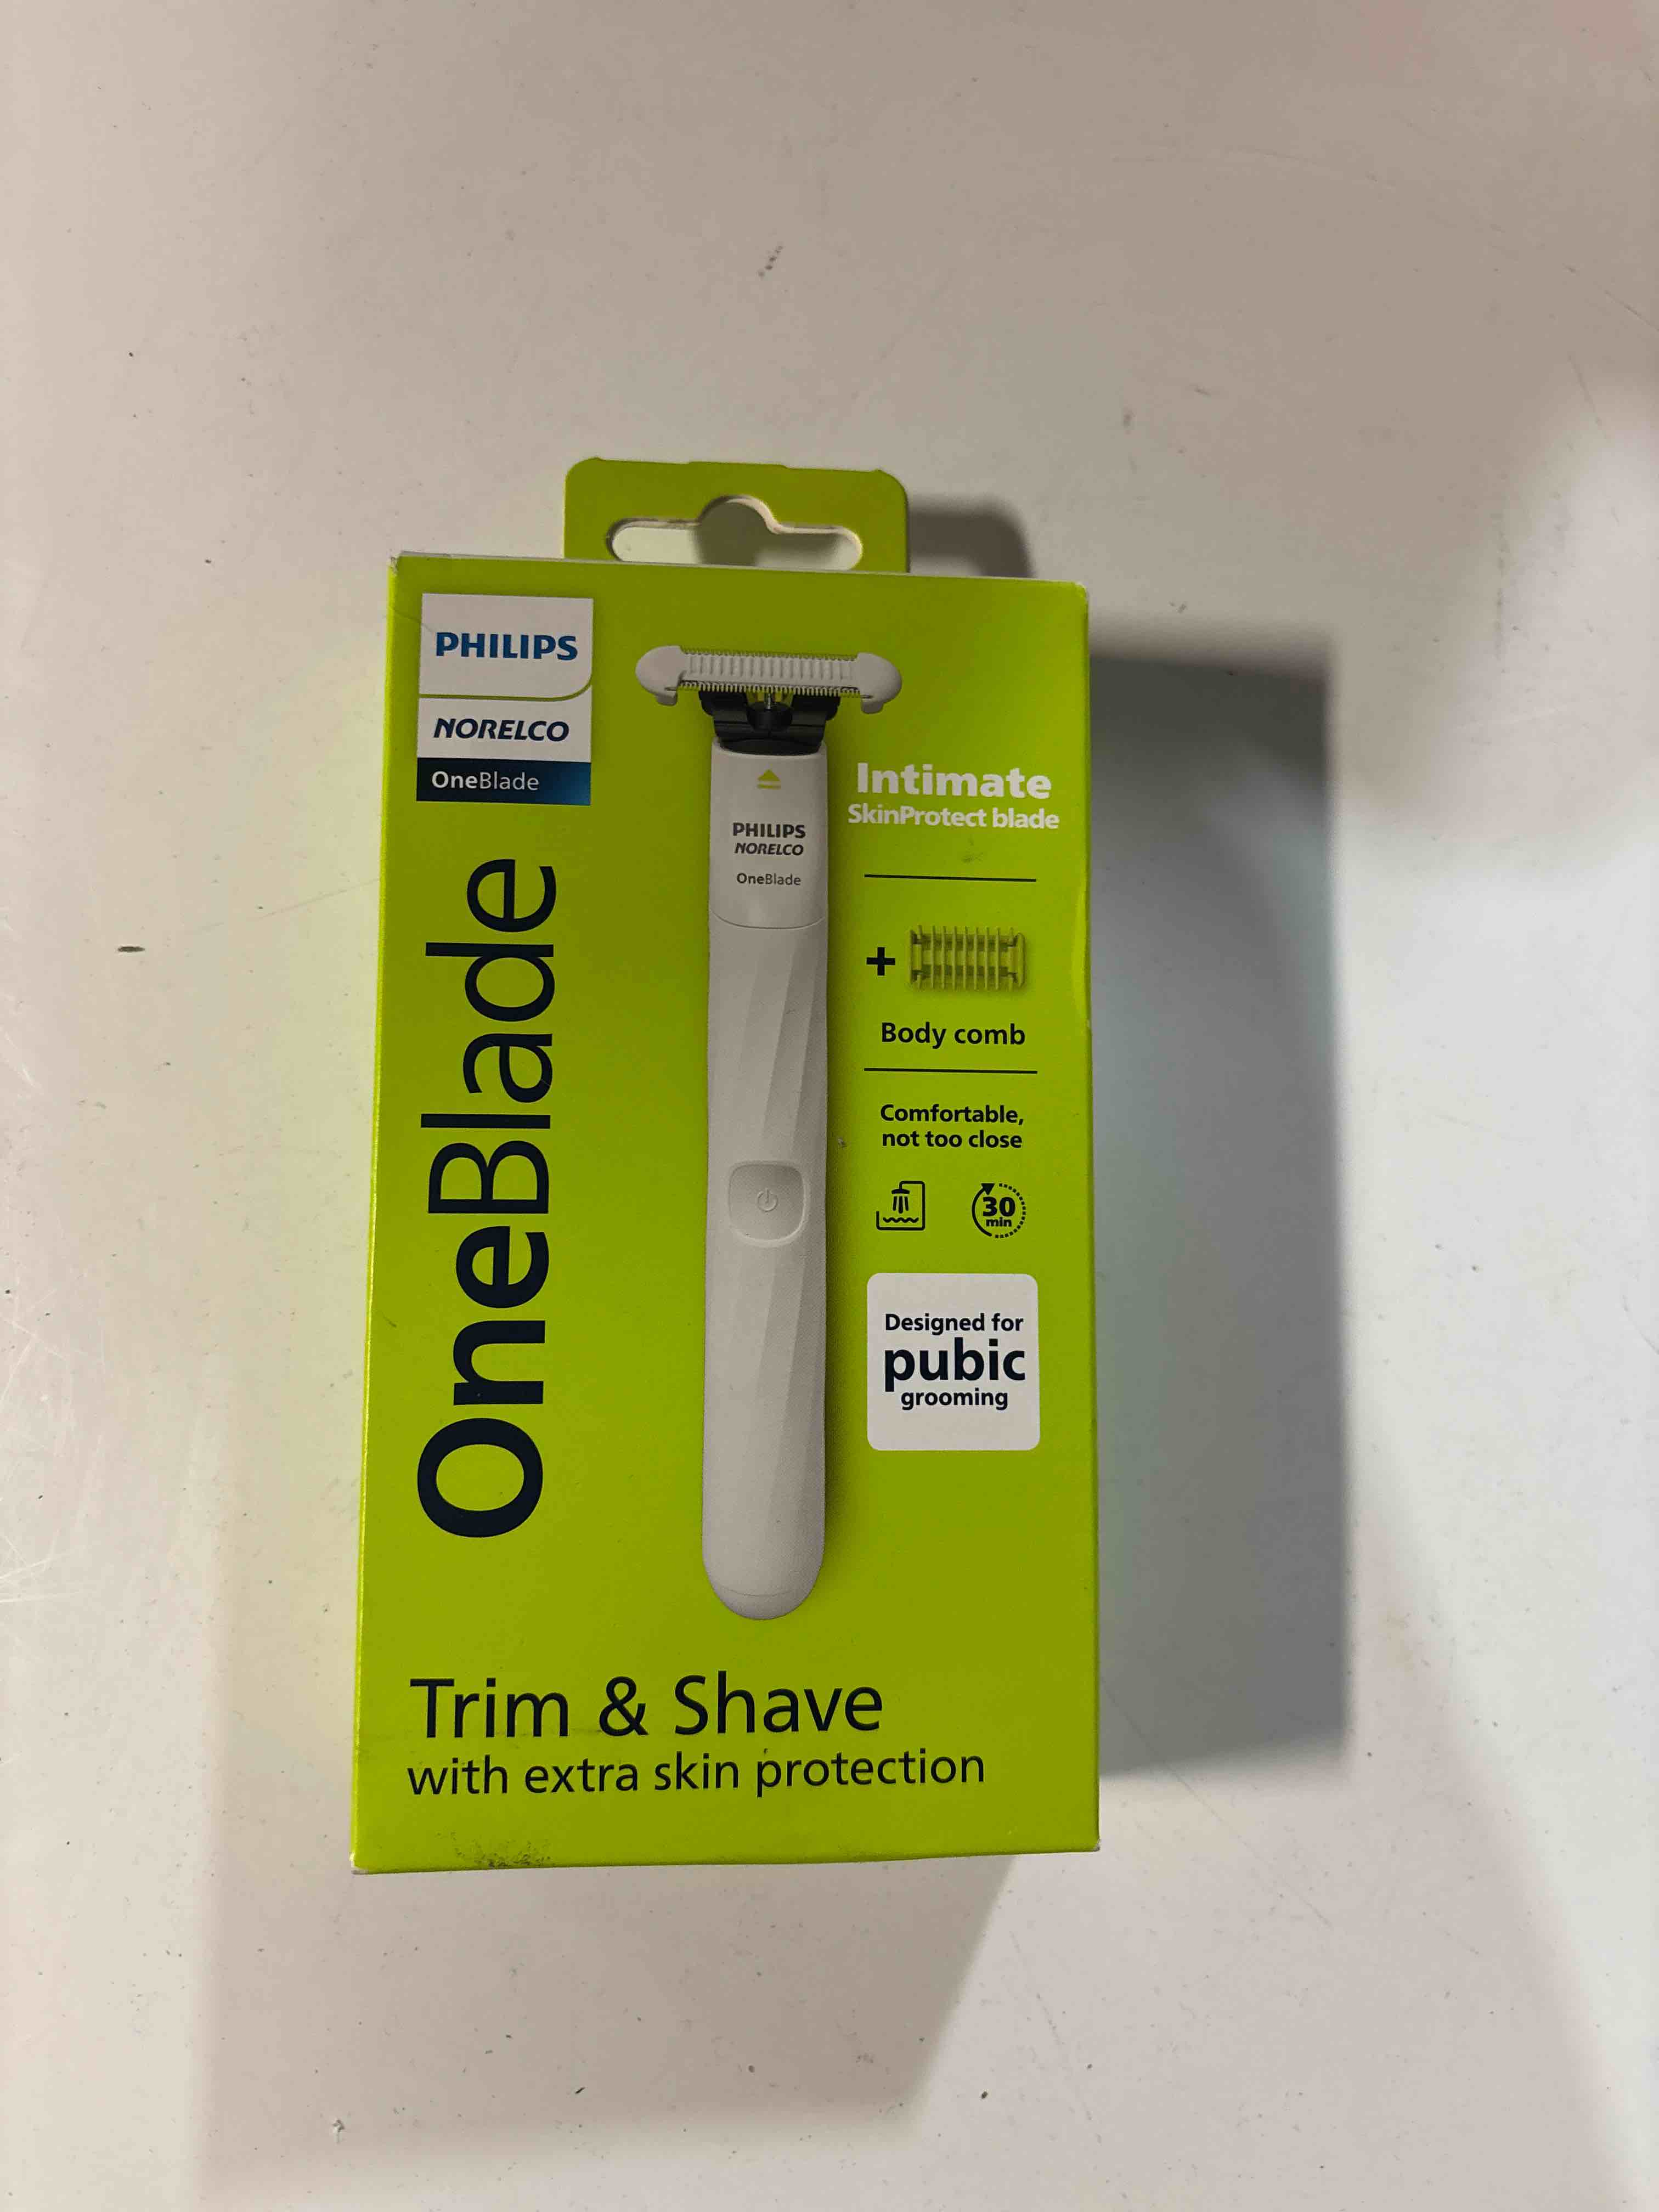 PHILIPS
NORELCO
OneBlade
OneBlade
PHILIPS
NORELCO
OneBlade
Intimate
SkinProtect blade
+
Body comb
Comfortable,
not too close
30
min
Designed for
pubic
grooming
Trim & Shave
with extra skin protection